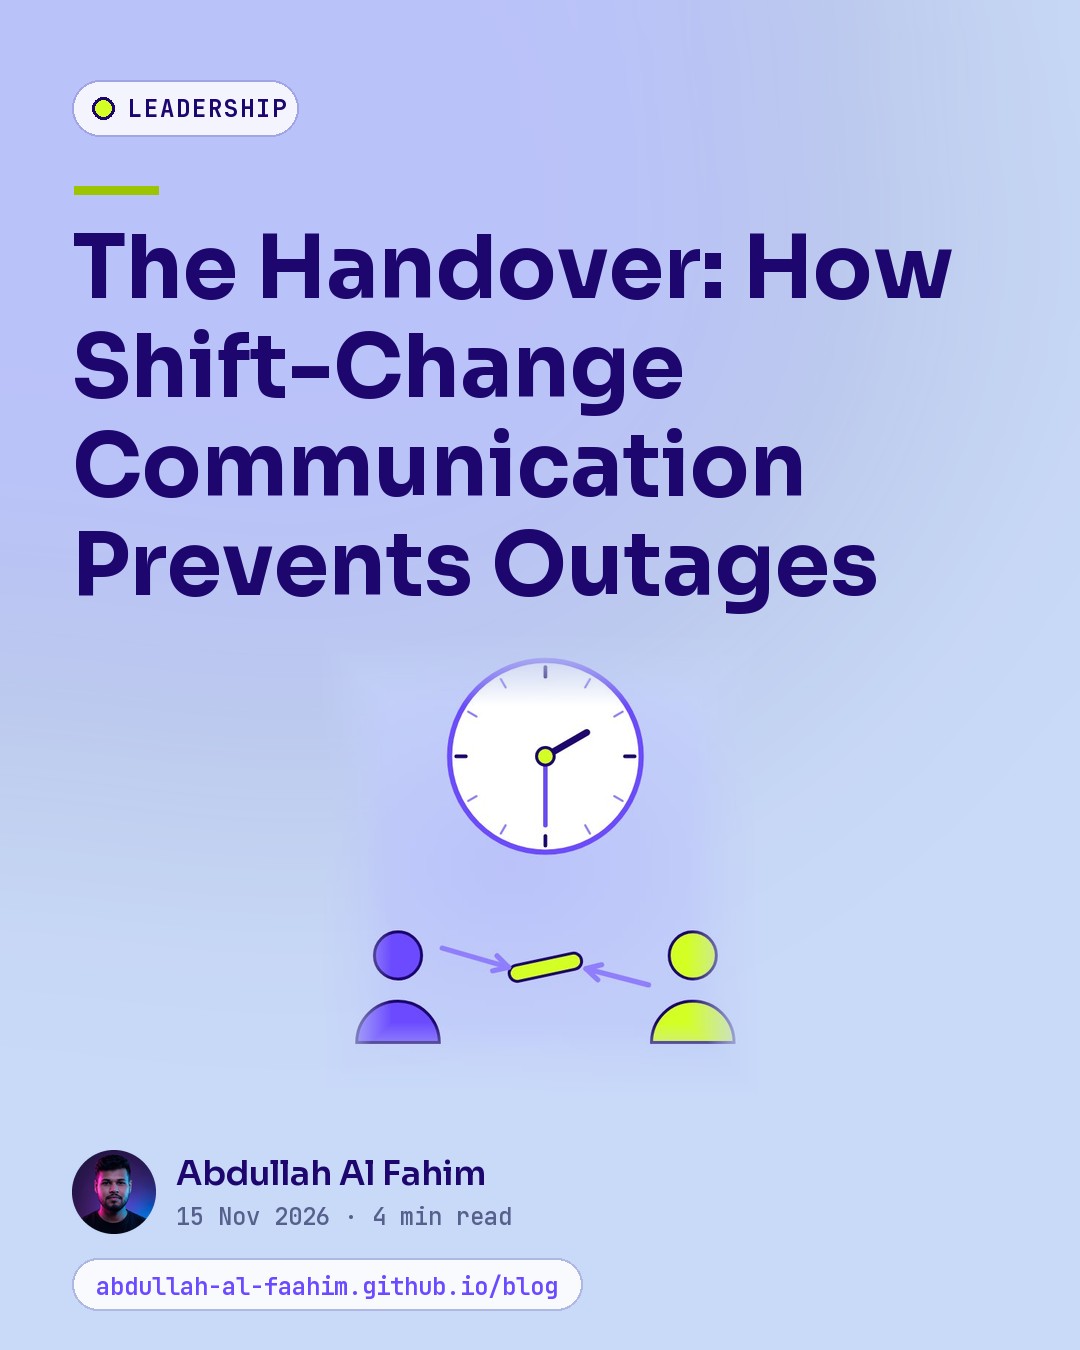 LEADERSHIP
The Handover: How
Shift-Change
Communication
Prevents Outages
Abdullah Al Fahim
15 Nov 2026 · 4 min read
abdullah-al-faahim.github.io/blog